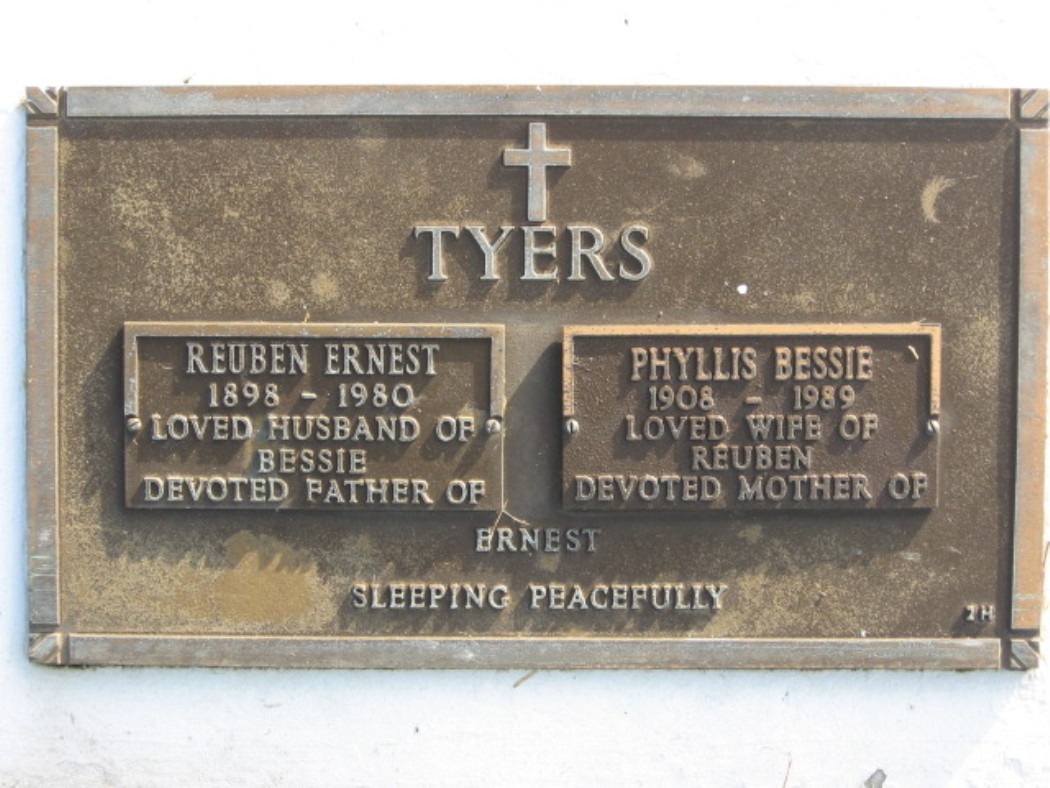 TYERS
REUBEN ERNEST
1898 - 1980
LOVED HUSBAND OF
BESSIE
DEVOTED FATHER OF
PHYLLIS BESSIE
1908 - 1989
LOVED WIFE OF
REUBEN
DEVOTED MOTHER OF
ERNEST
SLEEPING PEACEFULLY
2H